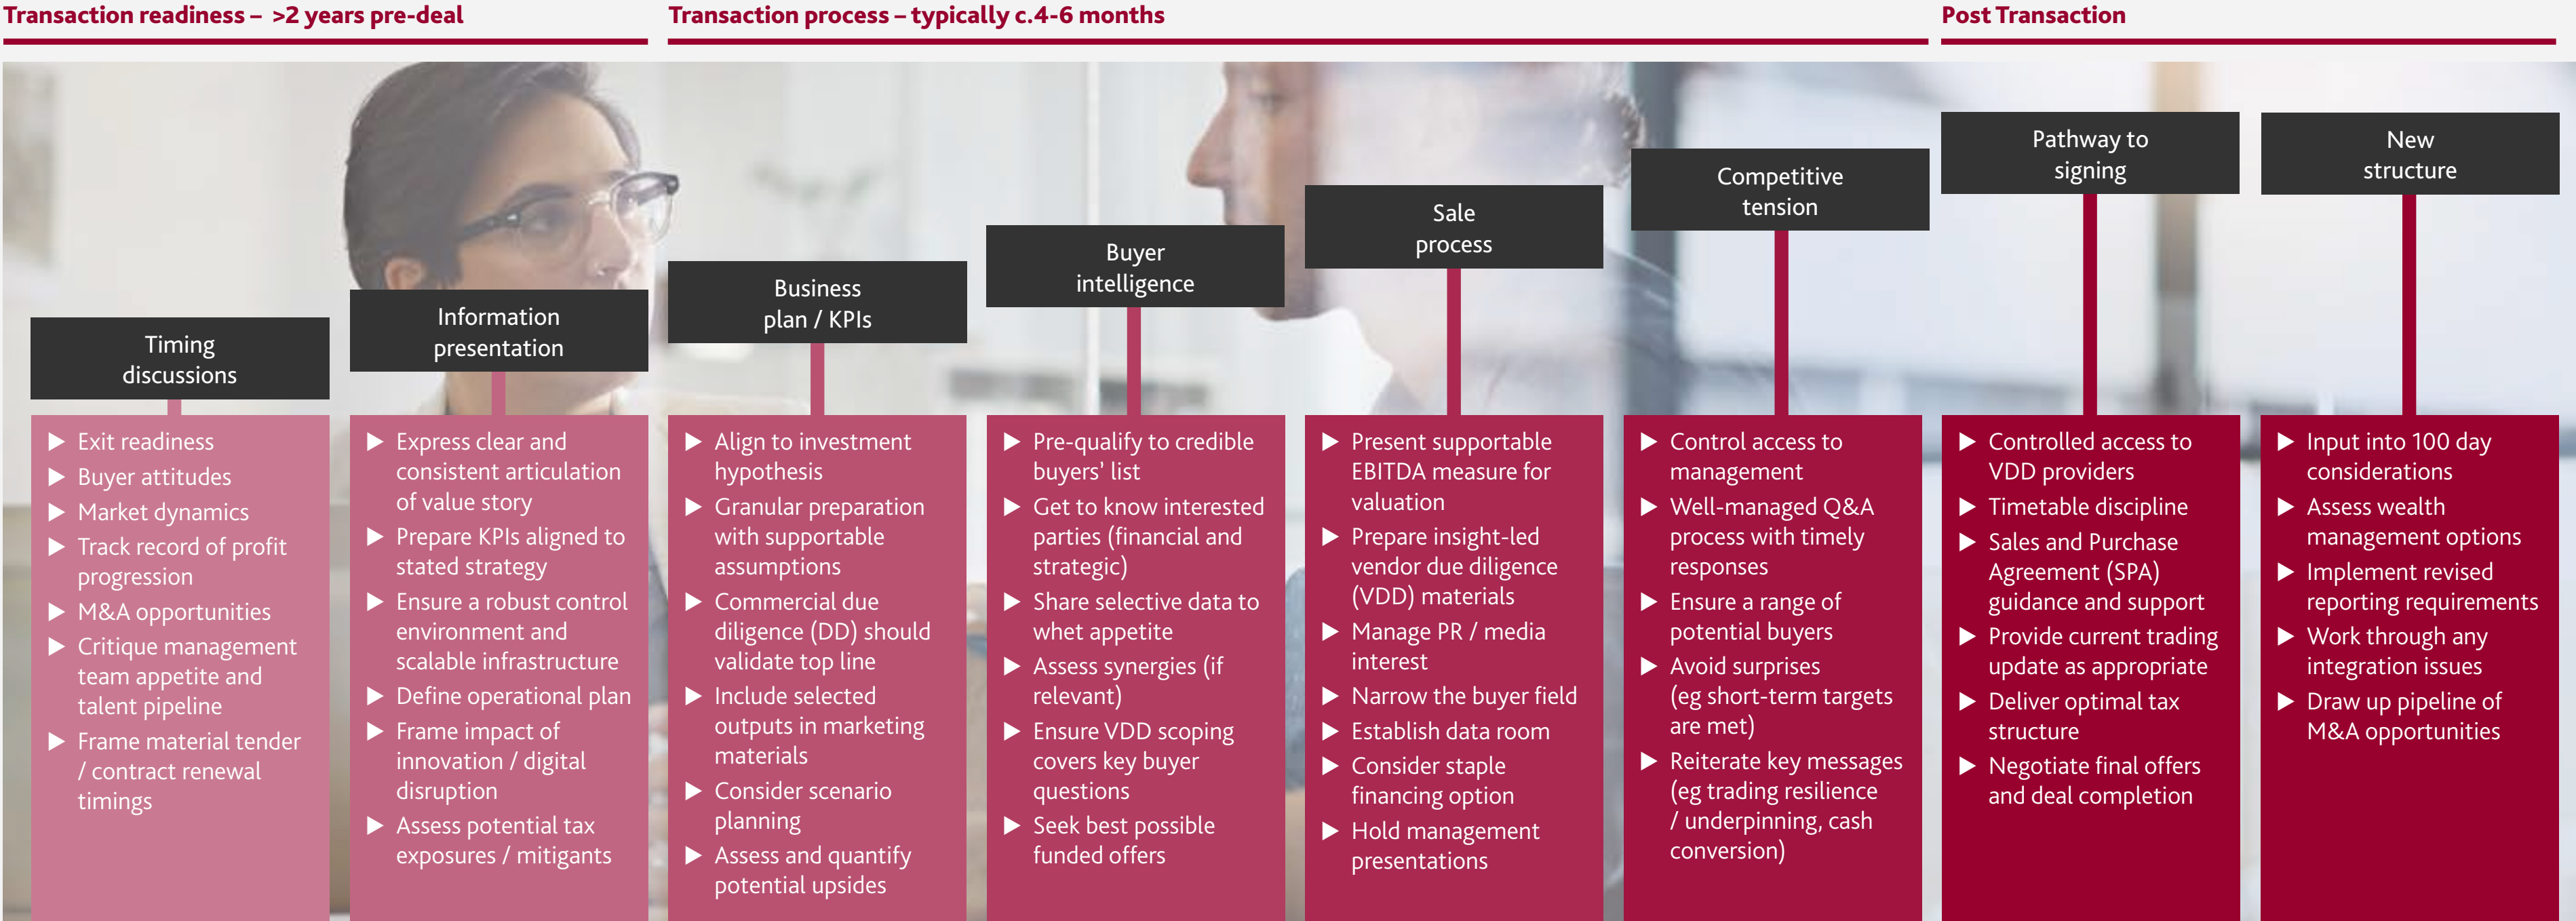 Transaction readiness – >2 years pre-deal
Transaction process – typically c.4-6 months
Post Transaction
Timing
discussions
▶ Exit readiness
▶ Buyer attitudes
▶ Market dynamics
▶ Track record of profit
progression
▶ M&A opportunities
▶ Critique management
team appetite and
talent pipeline
▶ Frame material tender
/ contract renewal
timings
Information
presentation
▶ Express clear and
consistent articulation
of value story
▶ Prepare KPIs aligned to
stated strategy
▶ Ensure a robust control
environment and
scalable infrastructure
▶ Define operational plan
▶ Frame impact of
innovation / digital
disruption
▶ Assess potential tax
exposures / mitigants
Business
plan / KPIs
▶ Align to investment
hypothesis
▶ Granular preparation
with supportable
assumptions
▶ Commercial due
diligence (DD) should
validate top line
▶ Include selected
outputs in marketing
materials
▶ Consider scenario
planning
▶ Assess and quantify
potential upsides
Buyer
intelligence
▶ Pre-qualify to credible
buyers’ list
▶ Get to know interested
parties (financial and
strategic)
▶ Share selective data to
whet appetite
▶ Assess synergies (if
relevant)
▶ Ensure VDD scoping
covers key buyer
questions
▶ Seek best possible
funded offers
Sale
process
▶ Present supportable
EBITDA measure for
valuation
▶ Prepare insight-led
vendor due diligence
(VDD) materials
▶ Manage PR / media
interest
▶ Narrow the buyer field
▶ Establish data room
▶ Consider staple
financing option
▶ Hold management
presentations
Competitive
tension
▶ Control access to
management
▶ Well-managed Q&A
process with timely
responses
▶ Ensure a range of
potential buyers
▶ Avoid surprises
(eg short-term targets
are met)
▶ Reiterate key messages
(eg trading resilience
/ underpinning, cash
conversion)
Pathway to
signing
▶ Controlled access to
VDD providers
▶ Timetable discipline
▶ Sales and Purchase
Agreement (SPA)
guidance and support
▶ Provide current trading
update as appropriate
▶ Deliver optimal tax
structure
▶ Negotiate final offers
and deal completion
New
structure
▶ Input into 100 day
considerations
▶ Assess wealth
management options
▶ Implement revised
reporting requirements
▶ Work through any
integration issues
▶ Draw up pipeline of
M&A opportunities